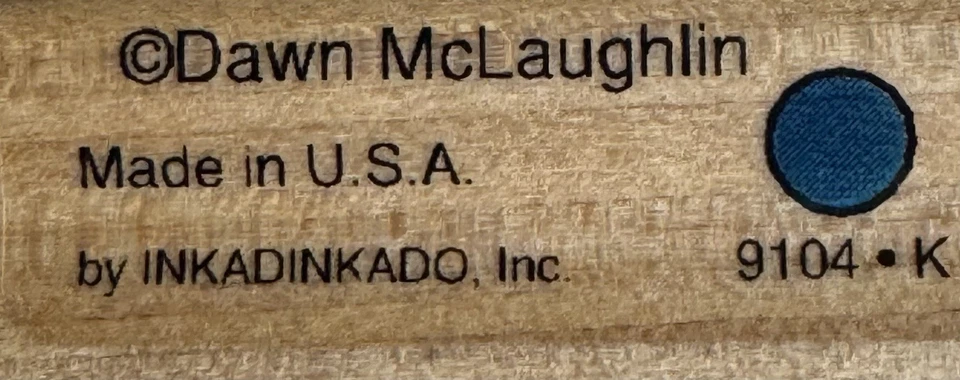 ©Dawn McLaughlin
Made in U.S.A.
by INKADINKADO, Inc.
9104 • K